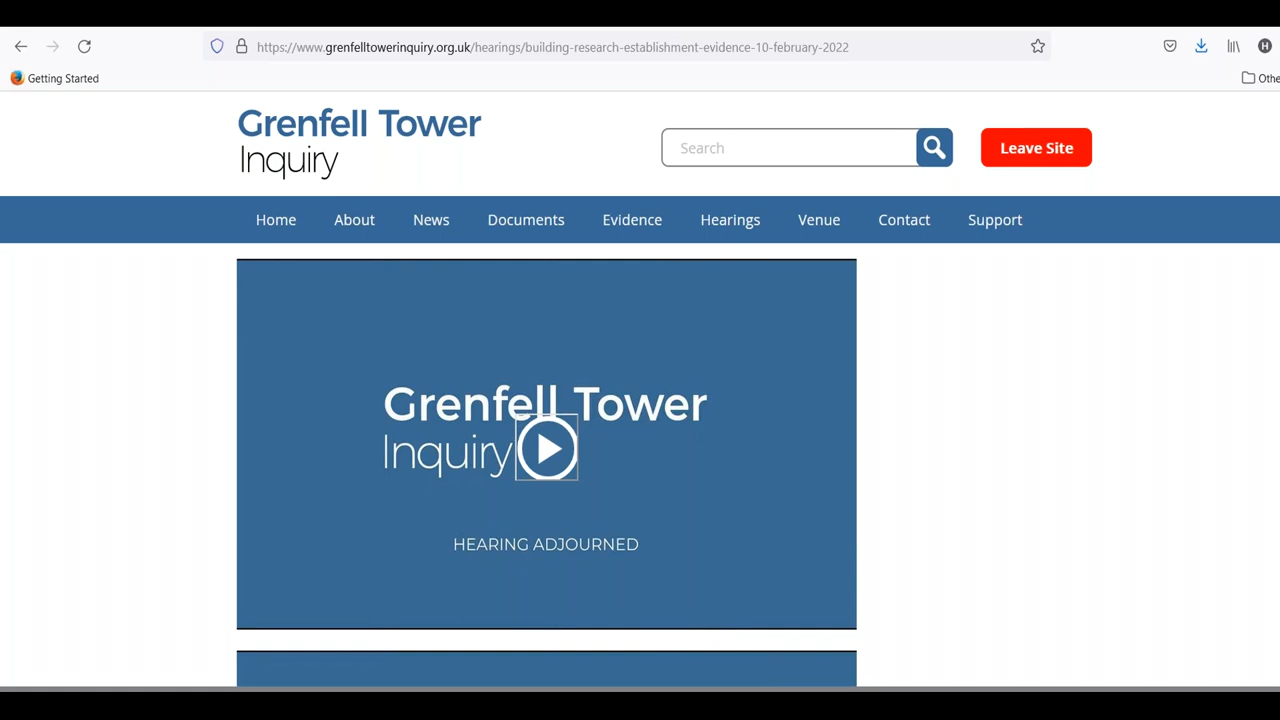 https://www.grenfelltowerinquiry.org.uk/hearings/building-research-establishment-evidence-10-february-2022
H
Getting Started
Othe
Grenfell Tower
Inquiry
Search
Leave Site
Home About News Documents Evidence Hearings Venue Contact Support
Grenfell Tower
Inquiry
HEARING ADJOURNED